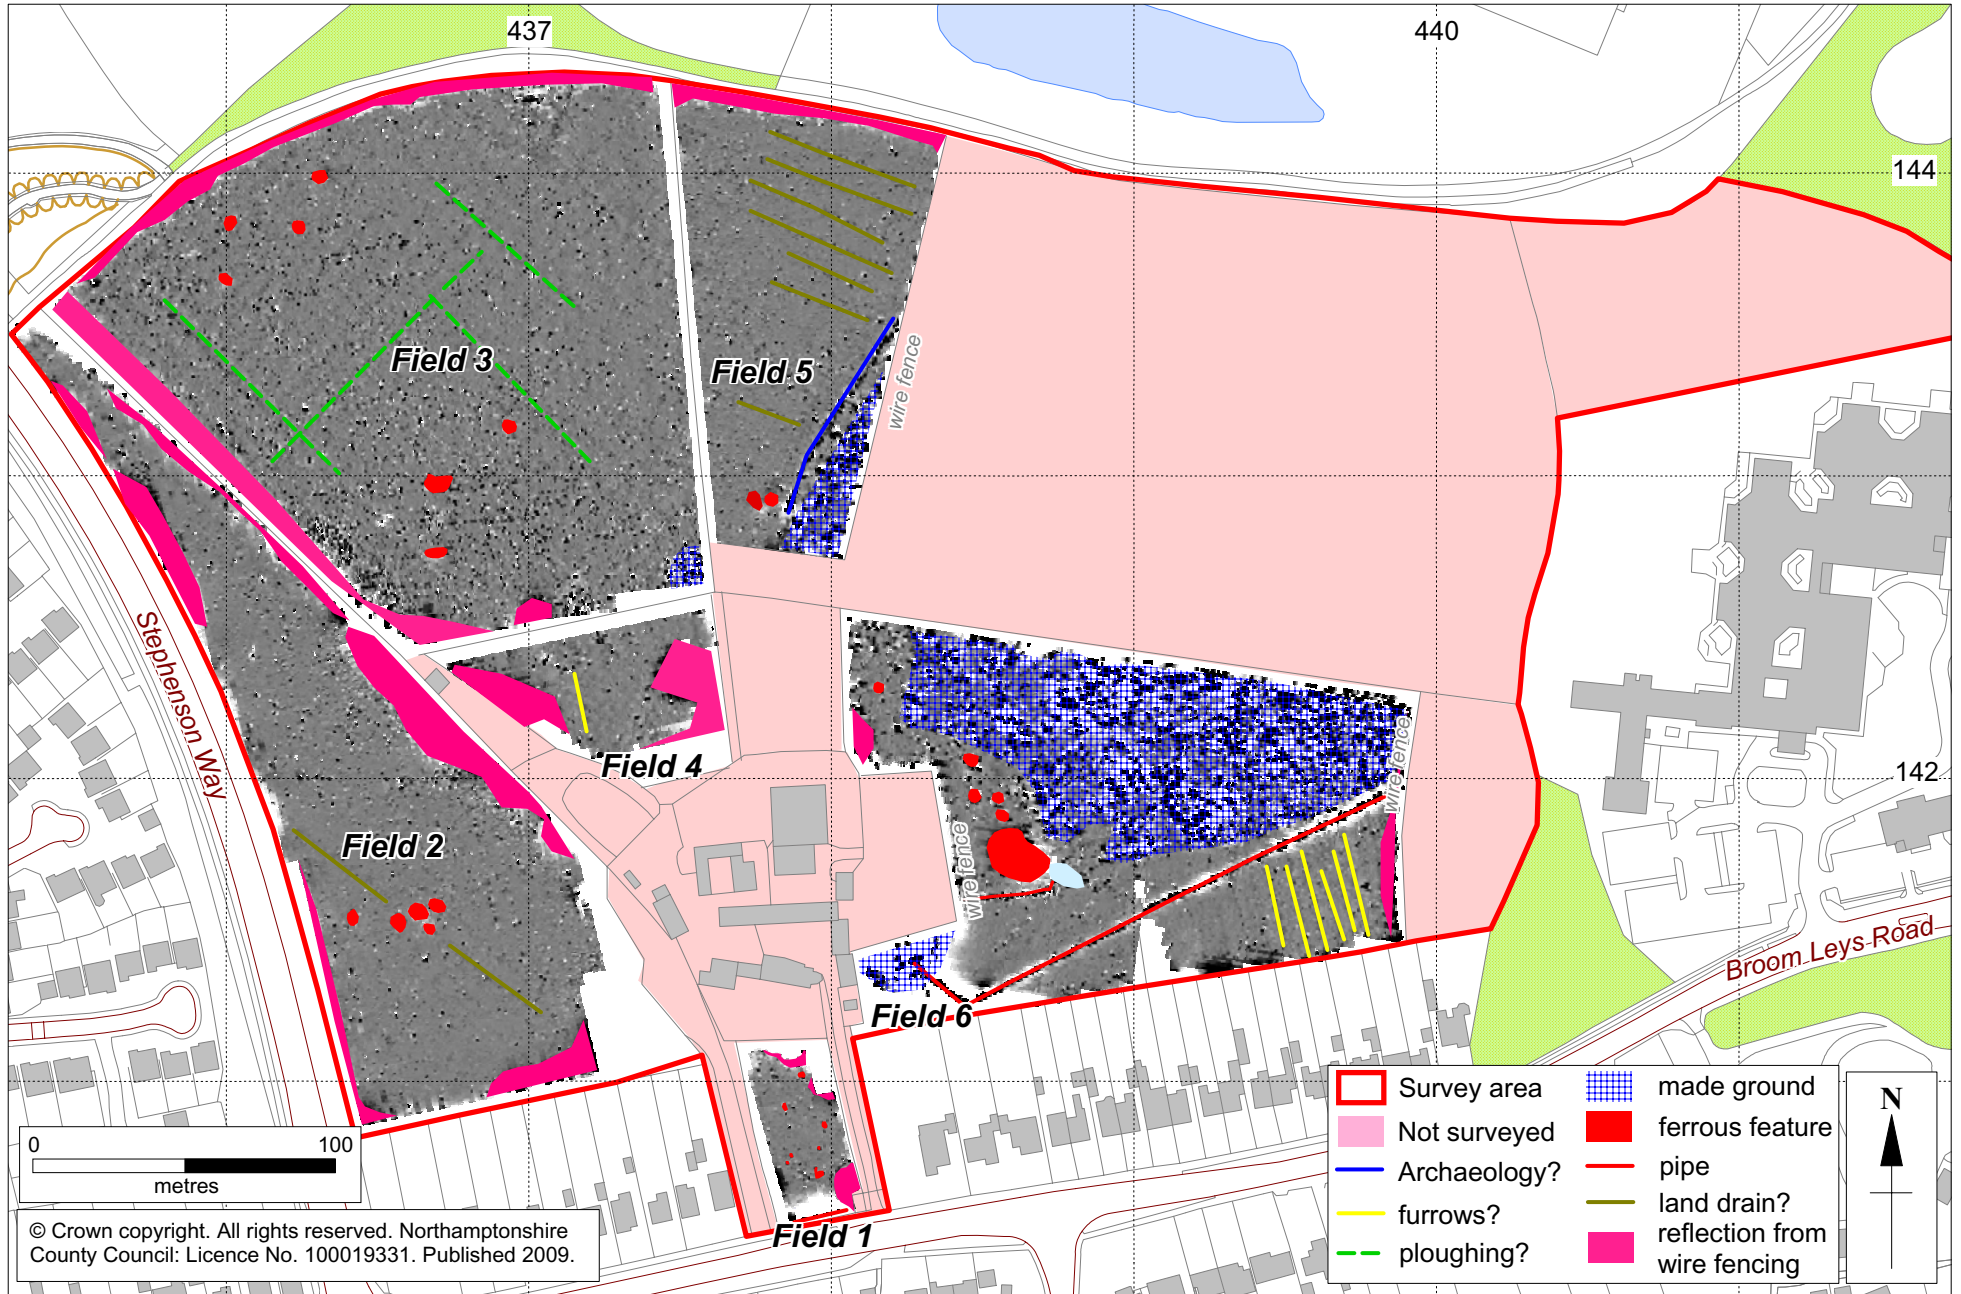 437
440
144
Field 3
Field 5
wire fence
Stephenson Way
Field 4
wire fence
142
Field 2
wire fence
Broom Leys Road
Field 6
Field 1
0 100
metres
© Crown copyright. All rights reserved. Northamptonshire
County Council: Licence No. 100019331. Published 2009.
Survey area
Not surveyed
Archaeology?
furrows?
ploughing?
made ground
ferrous feature
pipe
land drain?
reflection from
wire fencing
N